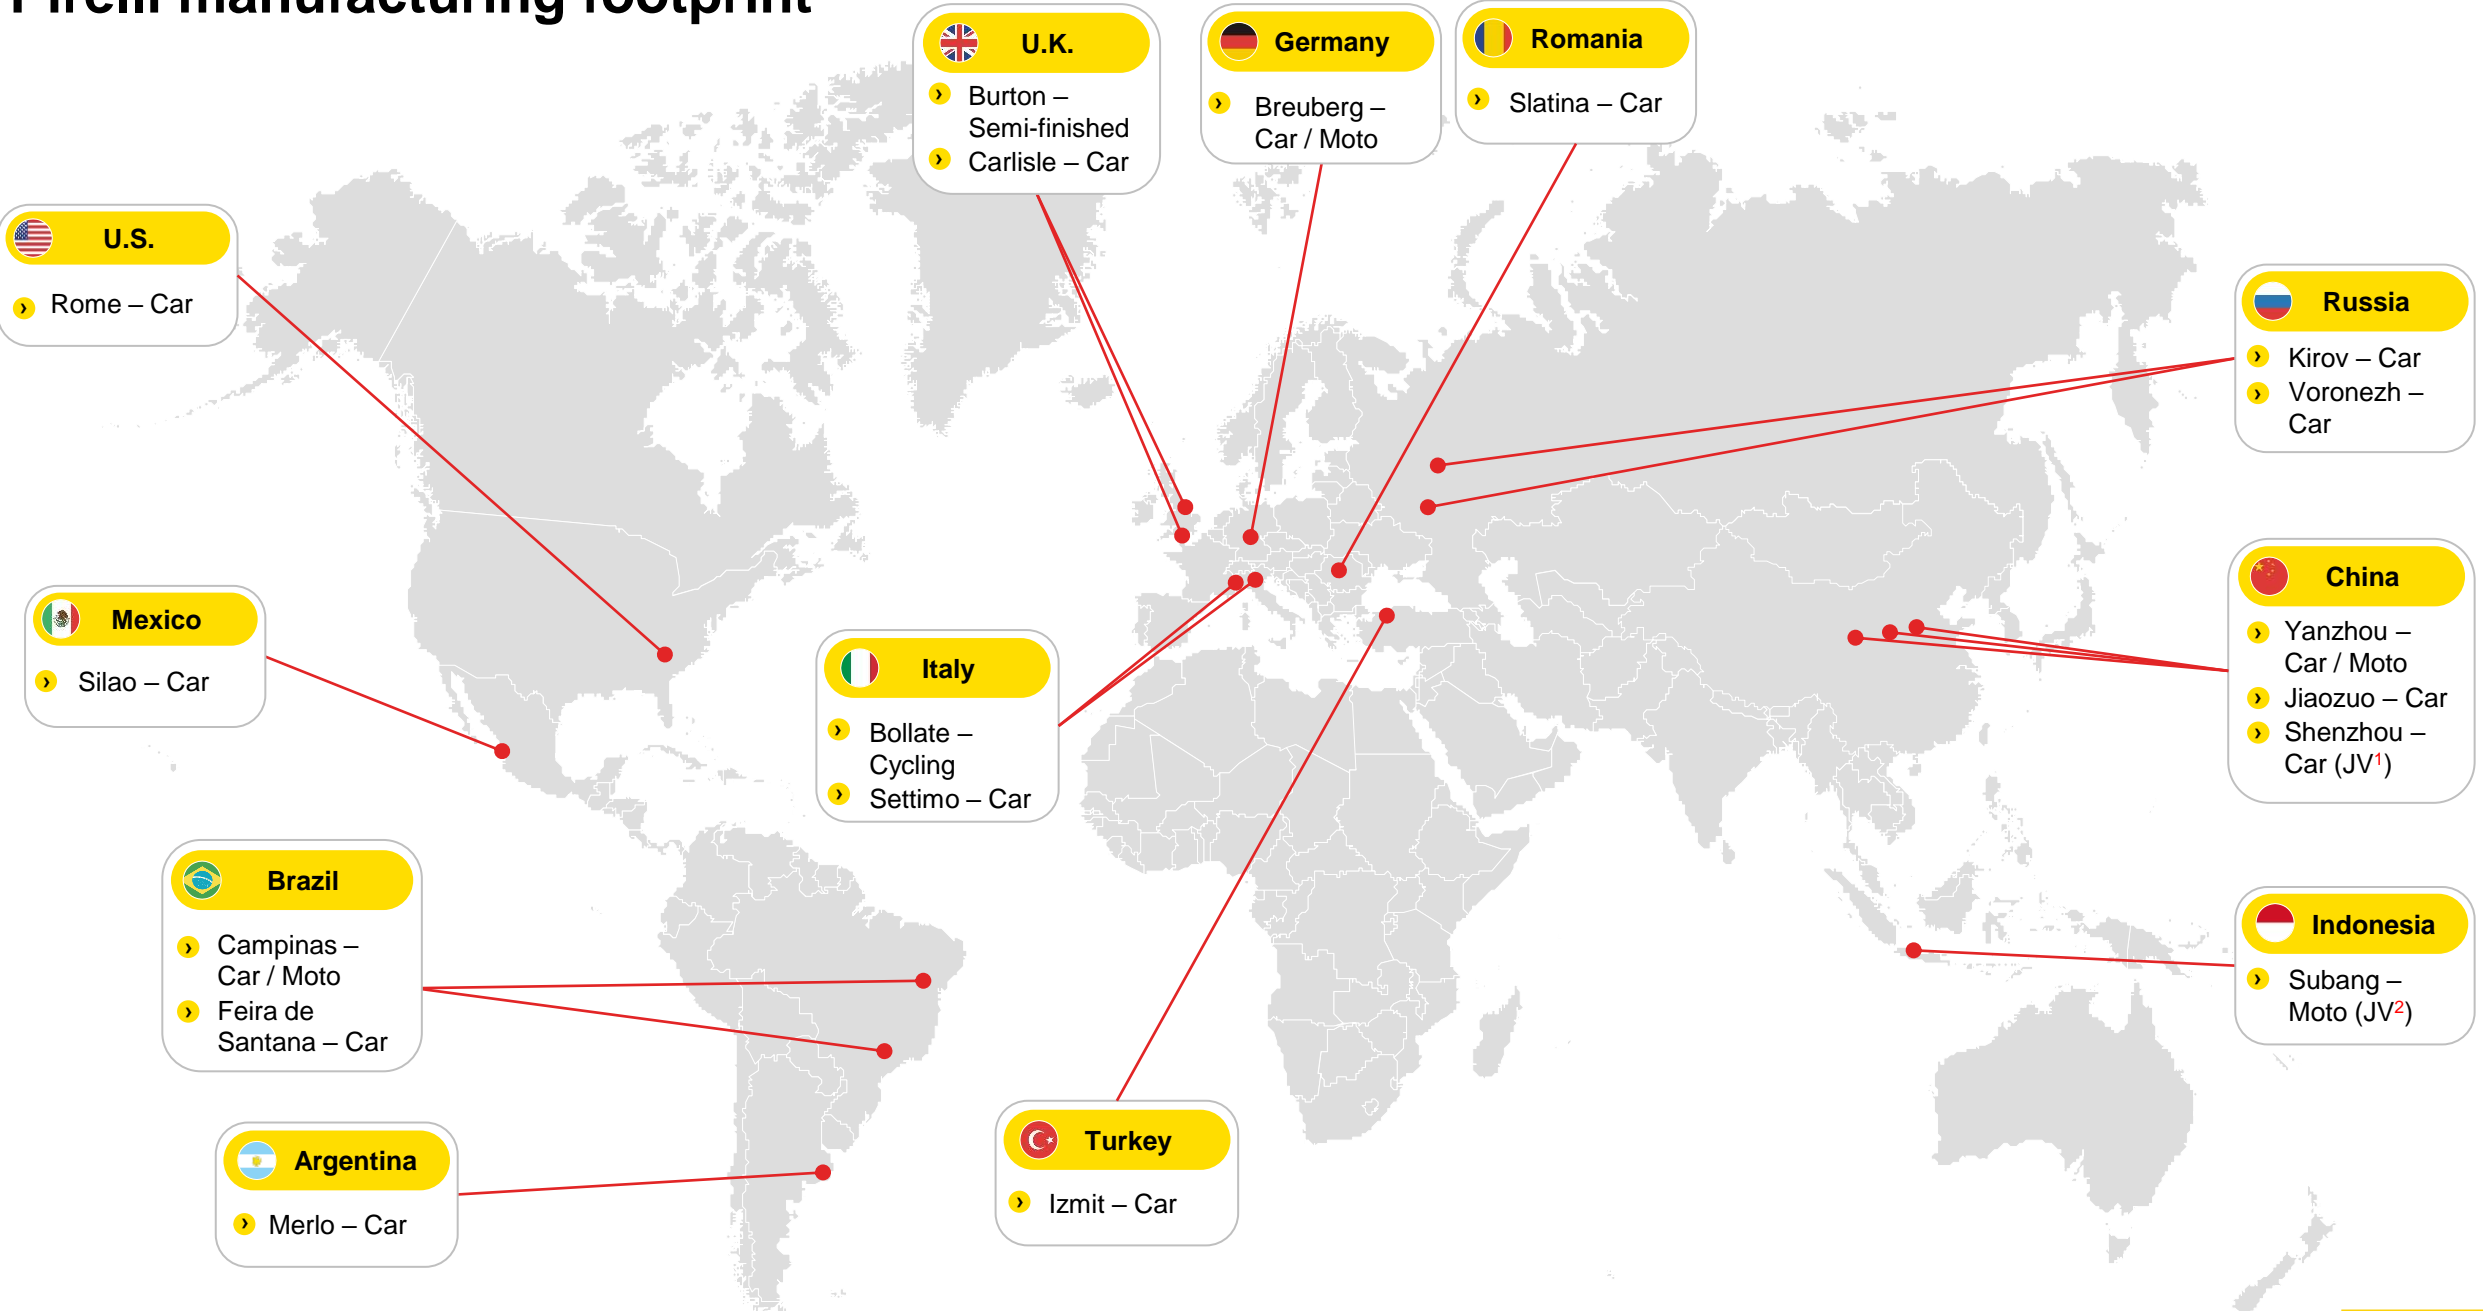 Pirelli manufacturing footprint
U.K.
Burton –
Semi-finished
Carlisle – Car
Germany
Breuberg –
Car / Moto
Romania
Slatina – Car
U.S.
Rome – Car
Russia
Kirov – Car
Voronezh –
Car
Mexico
Silao – Car
China
Yanzhou –
Car / Moto
Jiaozuo – Car
Shenzhou –
Car (JV1)
Italy
Bollate –
Cycling
Settimo – Car
Brazil
Campinas –
Car / Moto
Feira de
Santana – Car
Indonesia
Subang –
Moto (JV2)
Argentina
Merlo – Car
Turkey
Izmit – Car